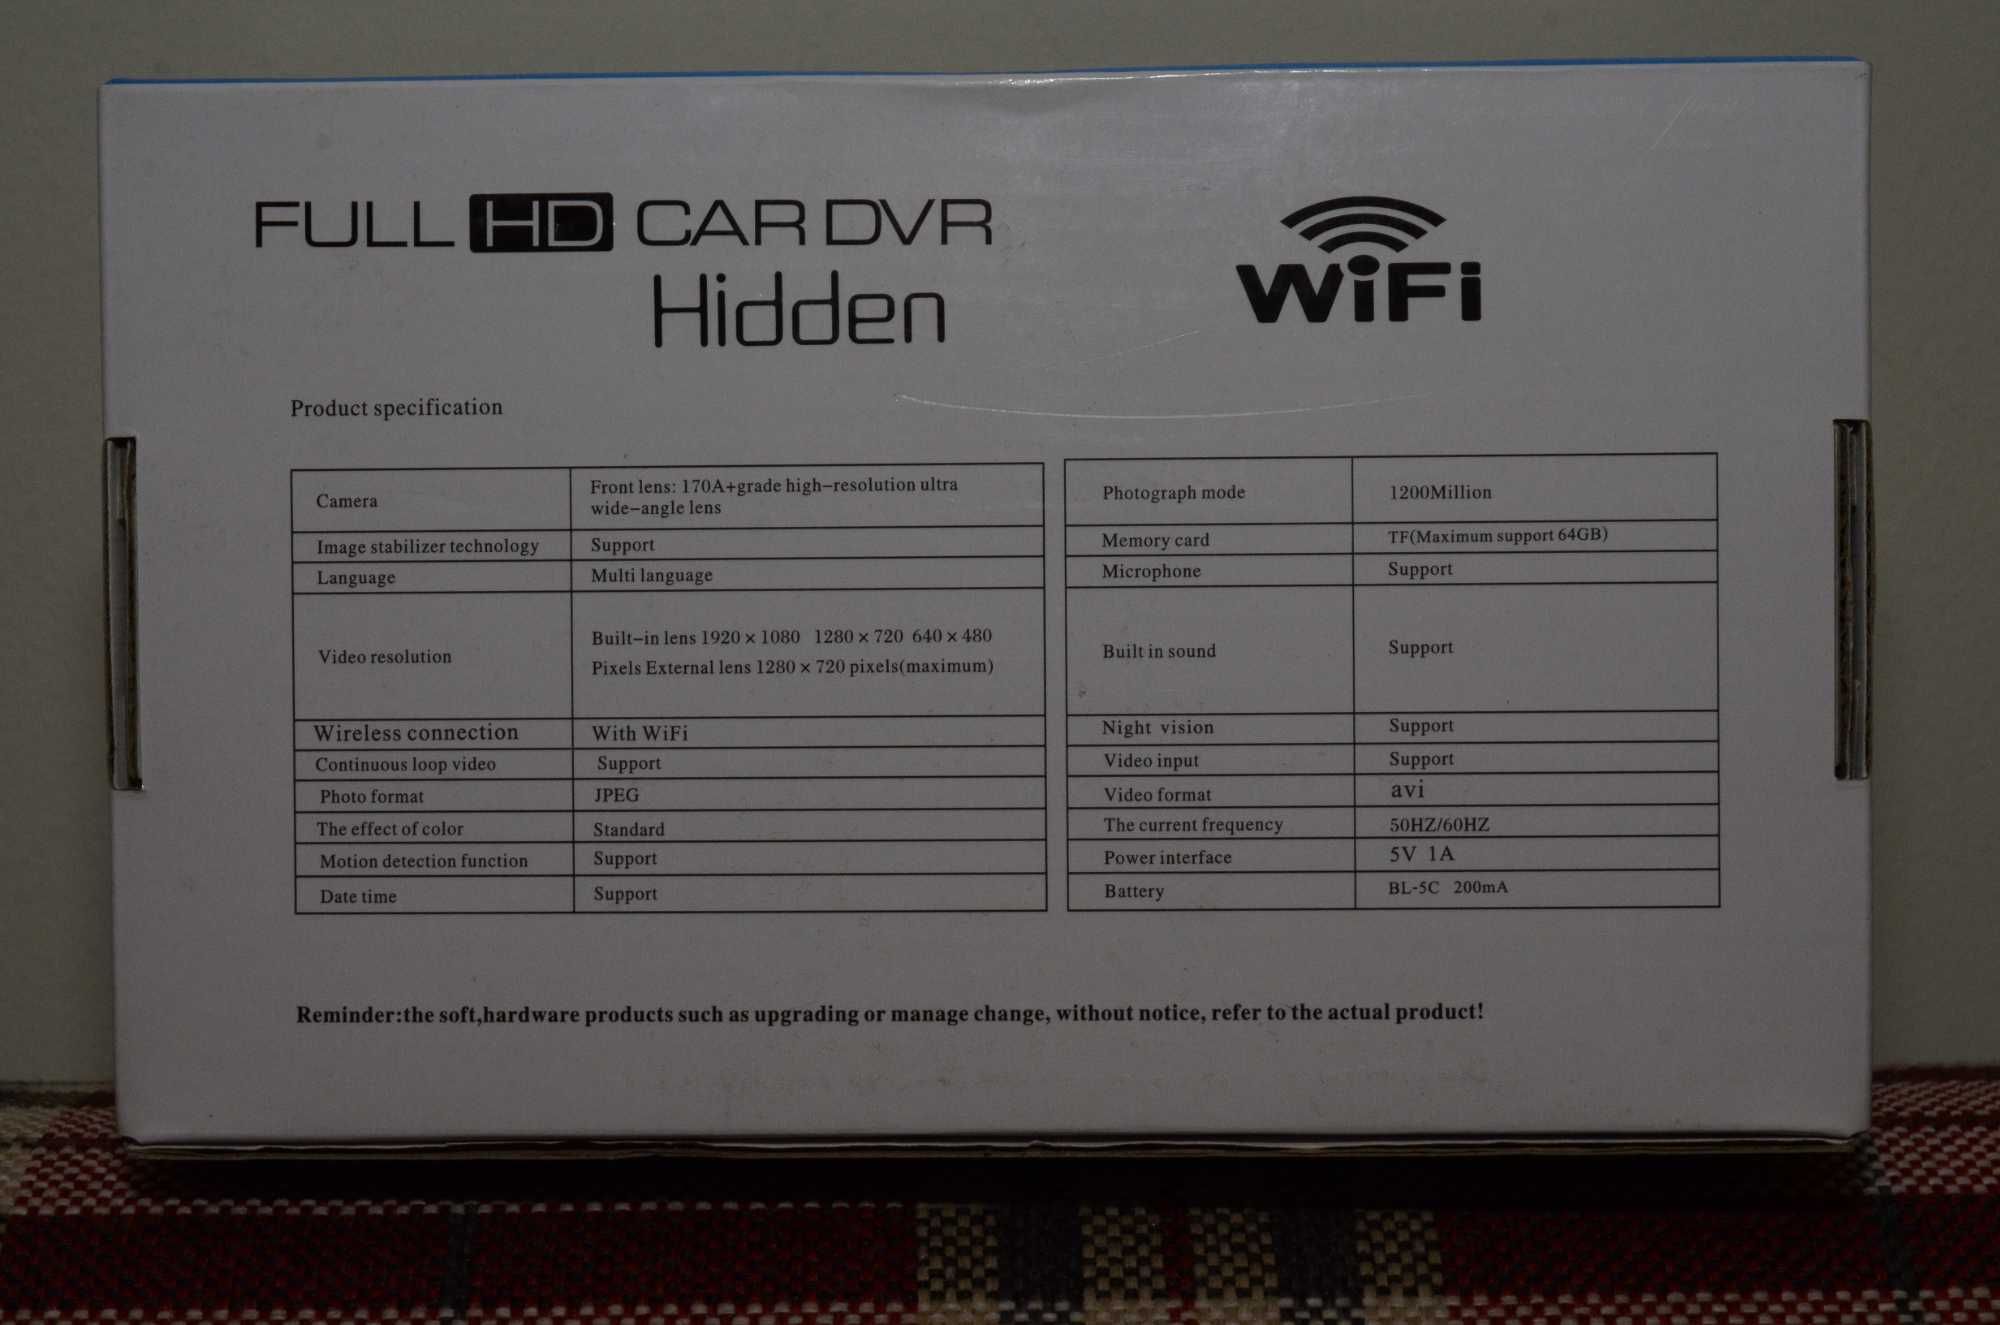 FULL HD CAR DVR
Hidden
WiFi
Product specification
Camera
Front lens: 170A+grade high-resolution ultra
wide-angle lens
Image stabilizer technology Support
Language Multi language
Video resolution
Built-in lens 1920×1080 1280×720 640×480
Pixels External lens 1280×720 pixels(maximum)
Wireless connection With WiFi
Continuous loop video Support
Photo format JPEG
The effect of color Standard
Motion detection function Support
Date time Support
Photograph mode 1200Million
Memory card TF(Maximum support 64GB)
Microphone Support
Built in sound Support
Night vision Support
Video input Support
Video format avi
The current frequency 50HZ/60HZ
Power interface 5V 1A
Battery BL-5C 200mA
Reminder:the soft,hardware products such as upgrading or manage change, without notice, refer to the actual product!